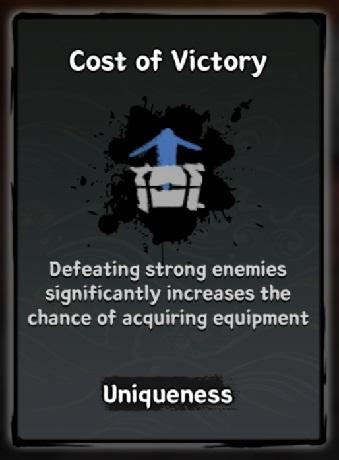 Cost of Victory
Defeating strong enemies
significantly increases the
chance of acquiring equipment
Uniqueness